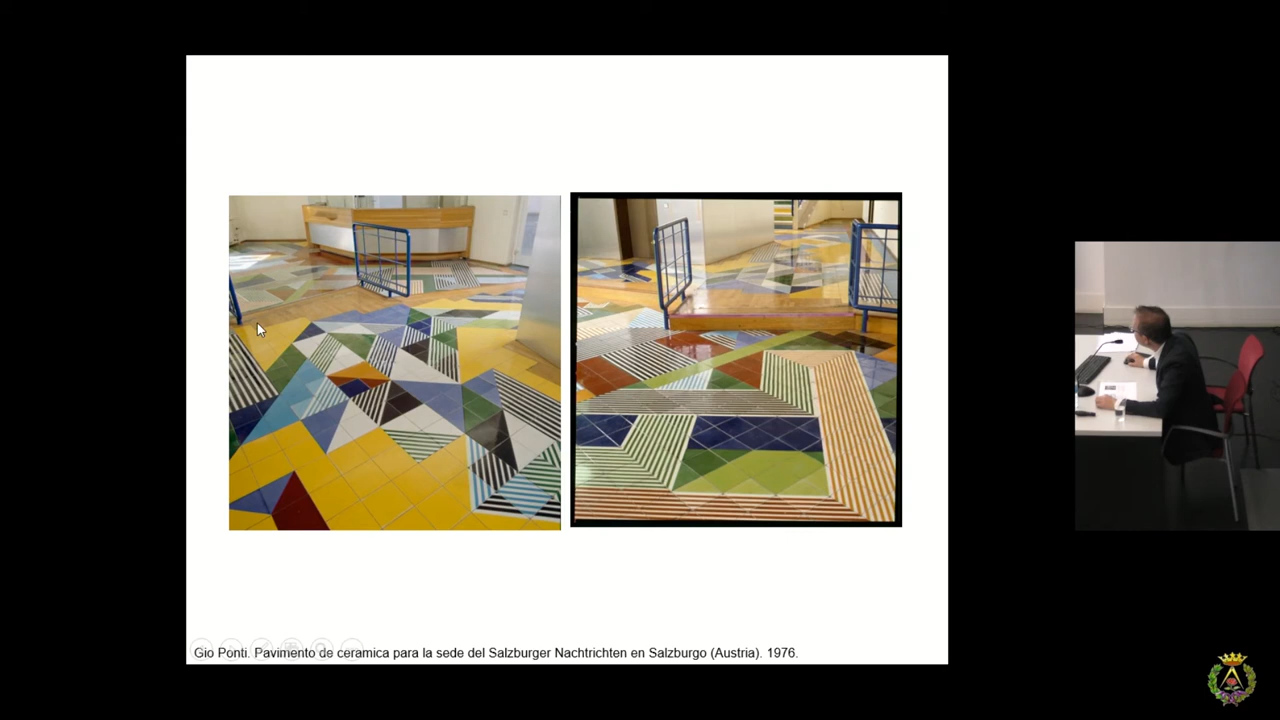 Gio Ponti. Pavimento de ceramica para la sede del Salzburger Nachtrichten en Salzburgo (Austria). 1976.